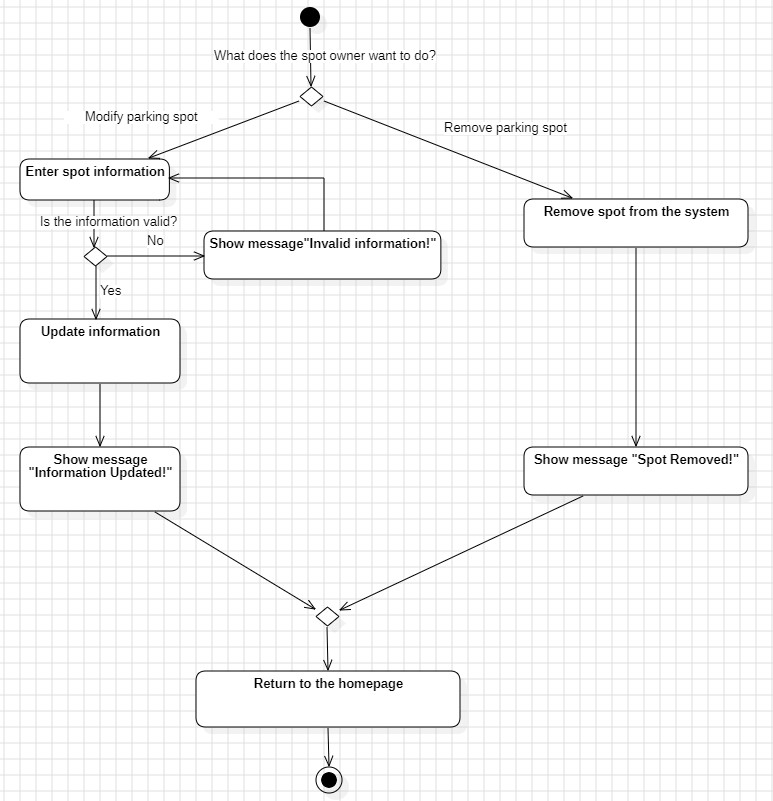 What does the spot owner want to do?
Modify parking spot
Remove parking spot
Enter spot information
Remove spot from the system
Is the information valid?
No
Show message"Invalid information!"
Yes
Update information
Show message
"Information Updated!"
Show message "Spot Removed!"
Return to the homepage